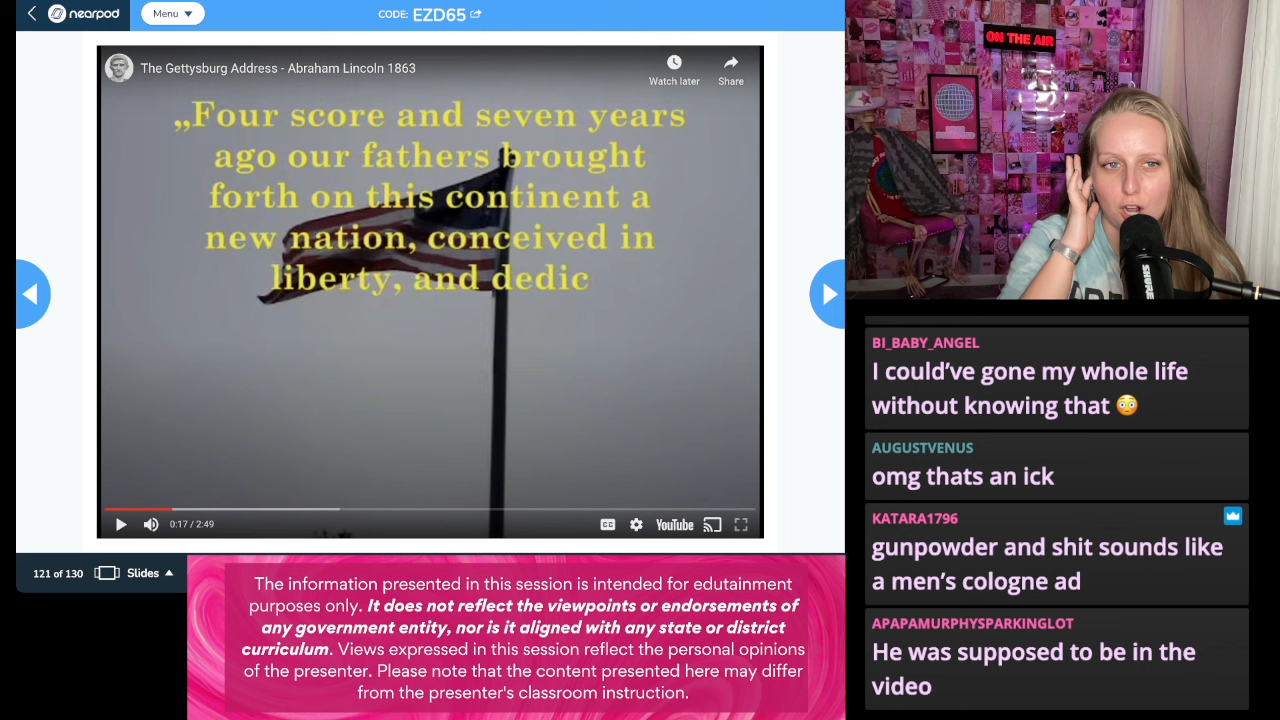 nearpod
Menu
CODE: EZD65
The Gettysburg Address - Abraham Lincoln 1863
Watch later
Share
„Four score and seven years
ago our fathers brought
forth on this continent a
new nation, conceived in
liberty, and dedic
0:17 / 2:49
CC
YouTube
121 of 130
Slides
The information presented in this session is intended for edutainment
purposes only. It does not reflect the viewpoints or endorsements of
any government entity, nor is it aligned with any state or district
curriculum. Views expressed in this session reflect the personal opinions
of the presenter. Please note that the content presented here may differ
from the presenter's classroom instruction.
ON THE AIR
SHURE
BI_BABY_ANGEL
I could’ve gone my whole life
without knowing that 😳
AUGUSTVENUS
omg thats an ick
KATARA1796
gunpowder and shit sounds like
a men’s cologne ad
APAPAMURPHYSPARKINGLOT
He was supposed to be in the
video